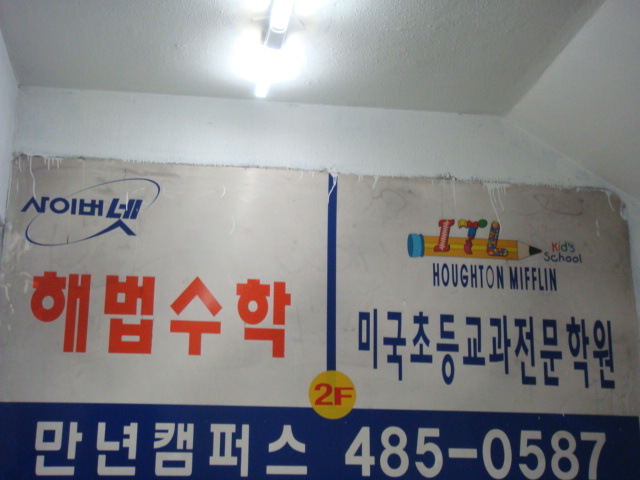 사이버넷
해법수학
ITL
Kid's
School
HOUGHTON MIFFLIN
미국초등교과전문학원
2F
만년캠퍼스 485-0587